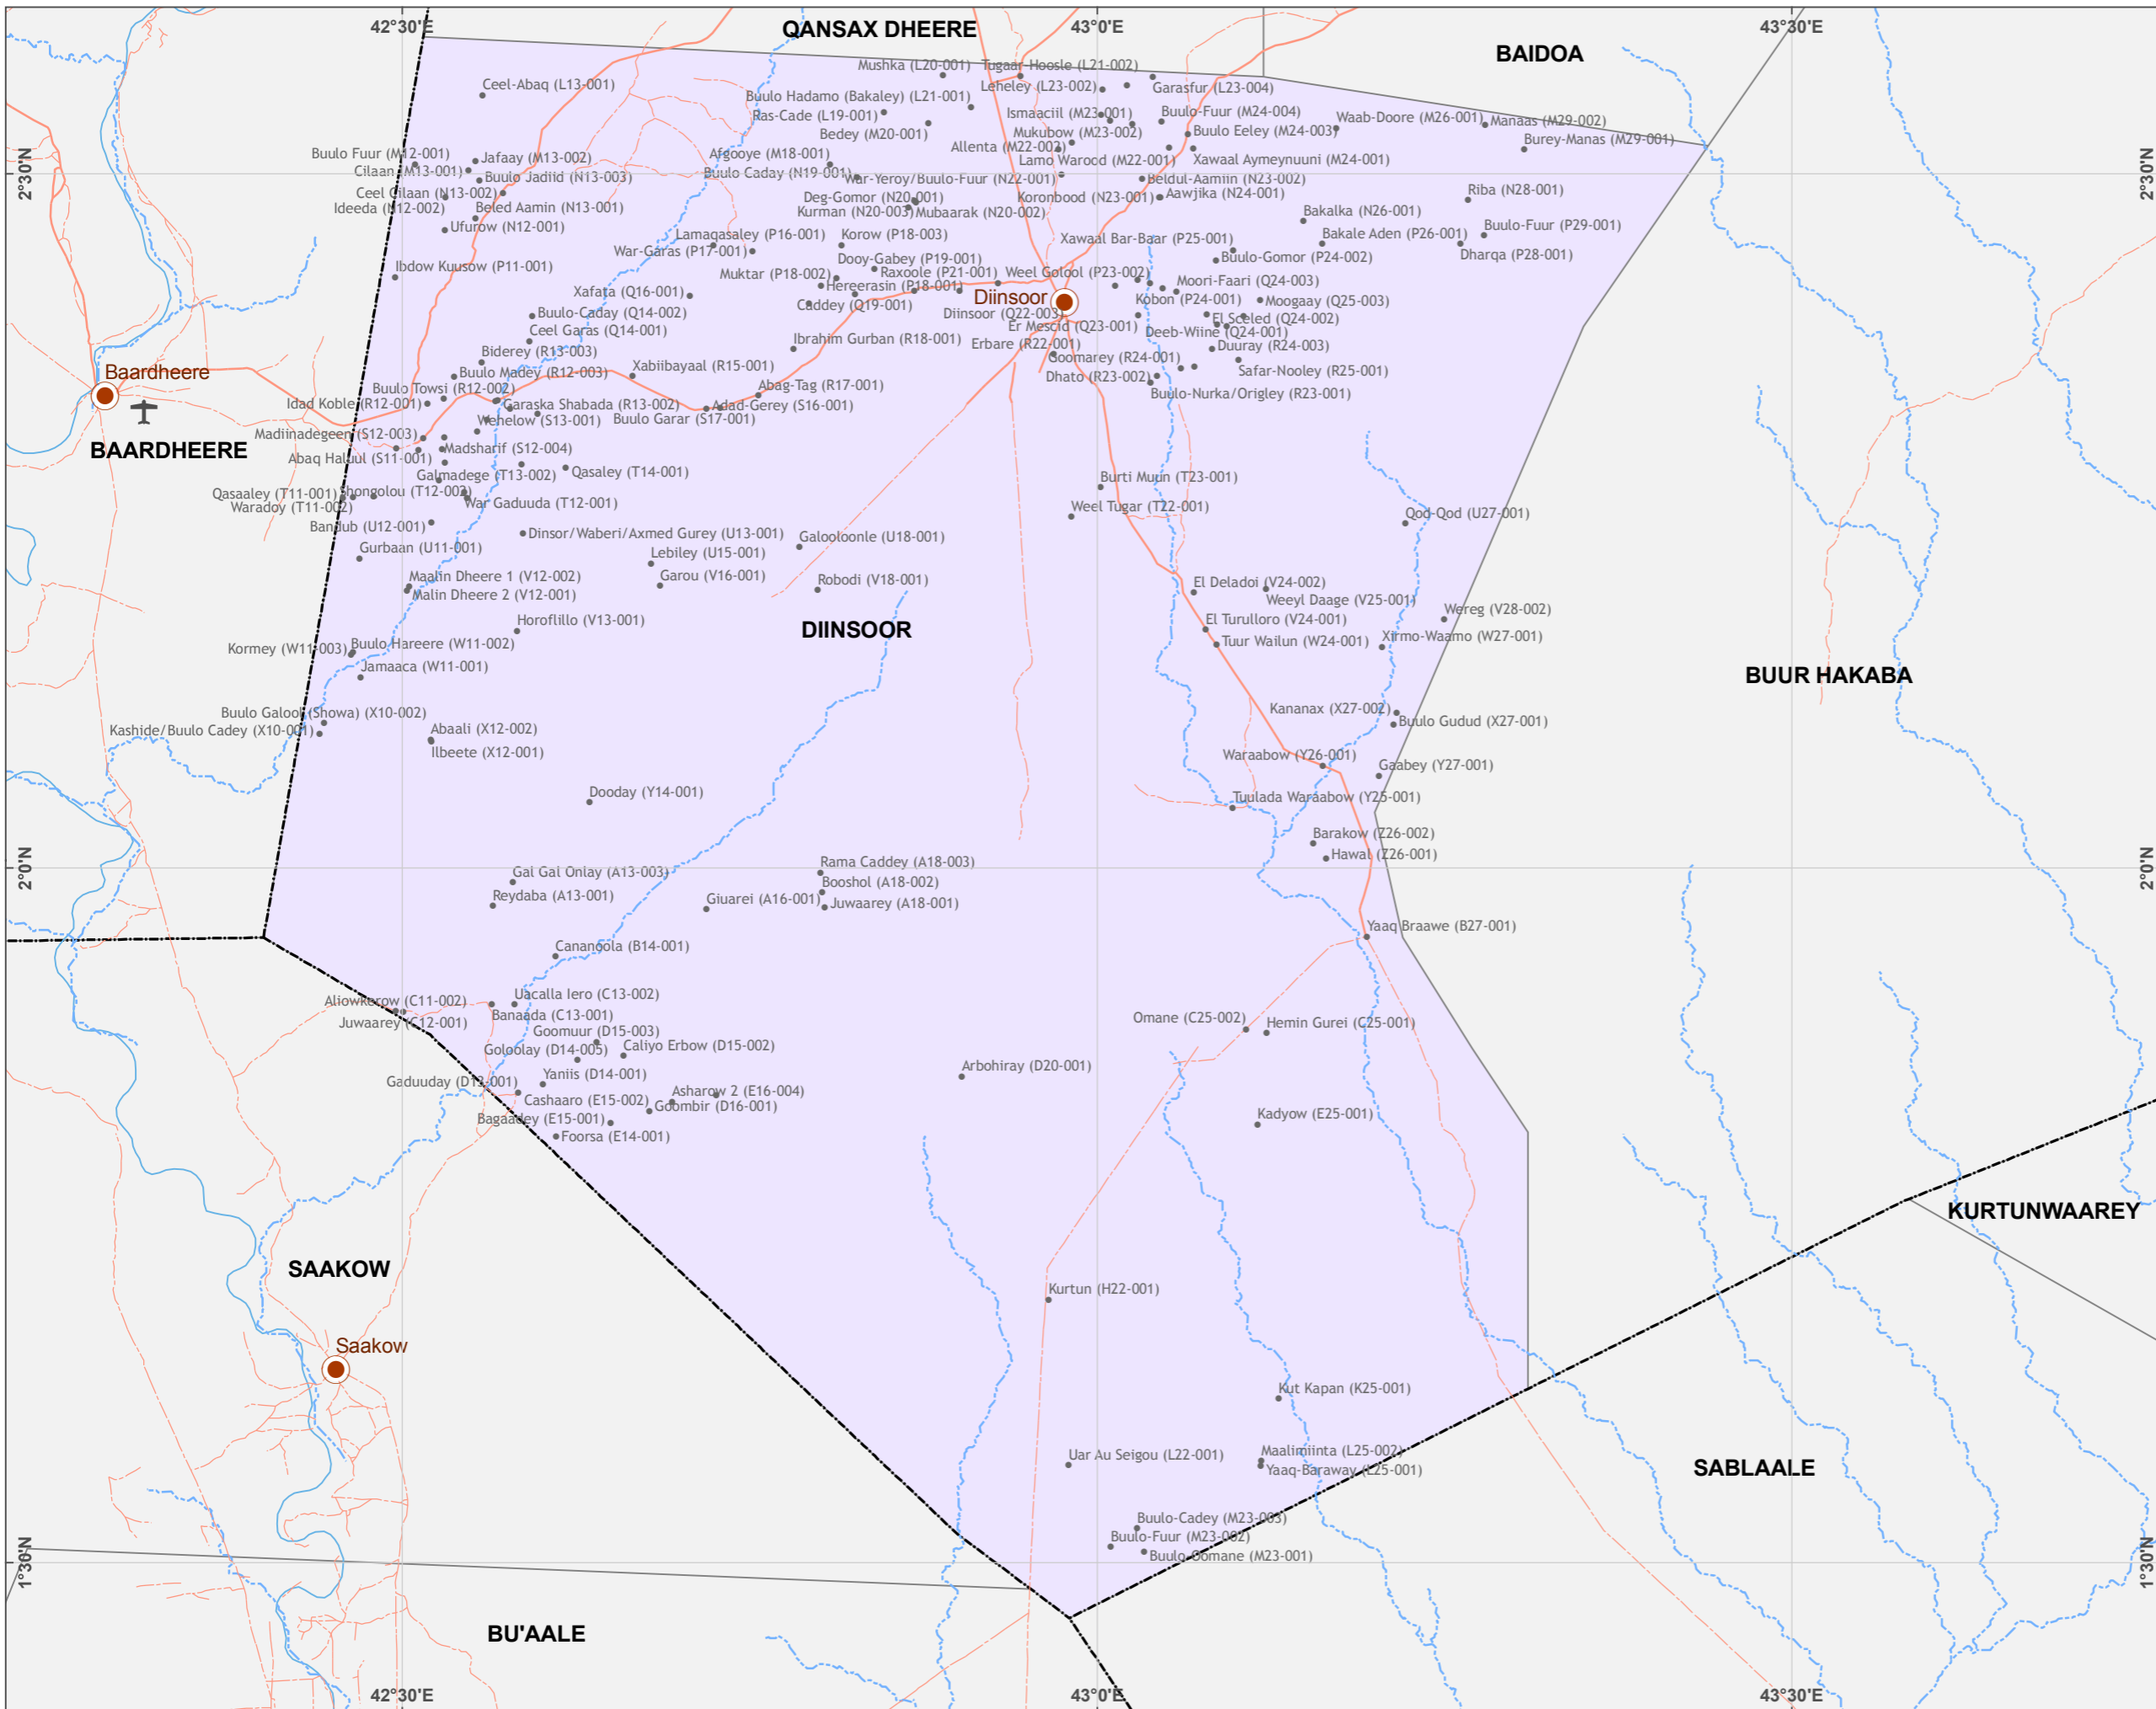 42°30'E
QANSAX DHEERE
43°0'E
BAIDOA
43°30'E
Mushka (L20-001)
Tugaar-Hoosle (L21-002)
Ceel-Abaq (L13-001)
Leheley (L23-002)
Garasfur (L23-004)
Buulo Hadamo (Bakaley) (L21-001)
Ras-Cade (L19-001)
Ismaaciil (M23-001)
Buulo-Fuur (M24-004)
Waab-Doore (M26-001)
Manaas (M29-002)
Bedey (M20-001)
Mukubow (M23-002)
Buulo Eeley (M24-003)
Burey-Manas (M29-001)
Allenta (M22-002)
Buulo Fuur (M12-001)
Jafaay (M13-002)
Afgooye (M18-001)
Lamo Warood (M22-001)
Xawaal Aymeynuuni (M24-001)
2°30'N
2°30'N
Cilaan (M13-001)
Buulo Jadiid (N13-003)
Buulo Caday (N19-001)
War-Yeroy/Buulo-Fuur (N22-001)
Beldul-Aamiin (N23-002)
Ceel Cilaan (N13-002)
Deg-Gomor (N20-001)
Koronbood (N23-001)
Aawjika (N24-001)
Riba (N28-001)
Ideeda (N12-002)
Beled Aamin (N13-001)
Kurman (N20-003)
Mubaarak (N20-002)
Bakalka (N26-001)
Ufurow (N12-001)
Lamaqasaley (P16-001)
Korow (P18-003)
Xawaal Bar-Baar (P25-001)
Bakale Aden (P26-001)
Buulo-Fuur (P29-001)
War-Garas (P17-001)
Dooy-Gabey (P19-001)
Buulo-Gomor (P24-002)
Dharqa (P28-001)
Ibdow Kuusow (P11-001)
Muktar (P18-002)
Raxoole (P21-001)
Weel Golool (P23-002)
Moori-Faari (Q24-003)
Xafata (Q16-001)
Hereerasin (P18-001)
Diinsoor
Kobon (P24-001)
Moogaay (Q25-003)
Caddey (Q19-001)
Buulo-Caday (Q14-002)
Diinsoor (Q22-003)
El Sceled (Q24-002)
Ceel Garas (Q14-001)
Er Mescid (Q23-001)
Deeb-Wiine (Q24-001)
Ibrahim Gurban (R18-001)
Erbare (R22-001)
Duuray (R24-003)
Biderey (R13-003)
Goomarey (R24-001)
Baardheere
Buulo Madey (R12-003)
Xabiibayaal (R15-001)
Dhato (R23-002)
Safar-Nooley (R25-001)
Buulo Towsi (R12-002)
Abag-Tag (R17-001)
Buulo-Nurka/Origley (R23-001)
Idad Koble (R12-001)
Garaska Shabada (R13-002)
Adad-Gerey (S16-001)
Wehelow (S13-001)
Buulo Garar (S17-001)
BAARDHEERE
Madiinadegeen (S12-003)
Madsharif (S12-004)
Abaq Haluul (S11-001)
Galmadege (T13-002)
Qasaley (T14-001)
Burti Muun (T23-001)
Qasaaley (T11-001)
Shongolou (T12-002)
Waradoy (T11-002)
War Gaduuda (T12-001)
Weel Tugar (T22-001)
Qod-Qod (U27-001)
Bandub (U12-001)
Dinsor/Waberi/Axmed Gurey (U13-001)
Galooloonle (U18-001)
Gurbaan (U11-001)
Lebiley (U15-001)
Maalin Dheere 1 (V12-002)
Garou (V16-001)
Robodi (V18-001)
El Deladoi (V24-002)
Malin Dheere 2 (V12-001)
Weeyl Daage (V25-001)
Wereg (V28-002)
Horoflillo (V13-001)
DIINSOOR
El Turulloro (V24-001)
Kormey (W11-003)
Buulo Hareere (W11-002)
Tuur Wailun (W24-001)
Xirmo-Waamo (W27-001)
Jamaaca (W11-001)
BUUR HAKABA
Buulo Galool (Showa) (X10-002)
Kananax (X27-002)
Kashide/Buulo Cadey (X10-001)
Abaali (X12-002)
Buulo Gudud (X27-001)
Ilbeete (X12-001)
Waraabow (Y26-001)
Gaabey (Y27-001)
Dooday (Y14-001)
Tuulada Waraabow (Y25-001)
Barakow (Z26-002)
2°0'N
2°0'N
Rama Caddey (A18-003)
Hawal (Z26-001)
Gal Gal Onlay (A13-003)
Booshol (A18-002)
Reydaba (A13-001)
Giuarei (A16-001)
Juwaarey (A18-001)
Yaaq Braawe (B27-001)
Cananoola (B14-001)
Aliowkerow (C11-002)
Uacalla Iero (C13-002)
Juwaarey (C12-001)
Banaada (C13-001)
Omane (C25-002)
Hemin Gurei (C25-001)
Goomuur (D15-003)
Goloolay (D14-005)
Caliyo Erbow (D15-002)
Arbohiray (D20-001)
Gaduuday (D13-001)
Yaniis (D14-001)
Cashaaro (E15-002)
Asharow 2 (E16-004)
Goombir (D16-001)
Bagaadey (E15-001)
Kadyow (E25-001)
Foorsa (E14-001)
KURTUNWAAREY
SAAKOW
Kurtun (H22-001)
Saakow
Kut Kapan (K25-001)
Uar Au Seigou (L22-001)
Maalimiinta (L25-002)
SABLAALE
Yaaq-Baraway (L25-001)
Buulo-Cadey (M23-003)
Buulo-Fuur (M23-002)
1°30'N
1°30'N
Buulo-Oomane (M23-001)
BU'AALE
42°30'E
43°0'E
43°30'E